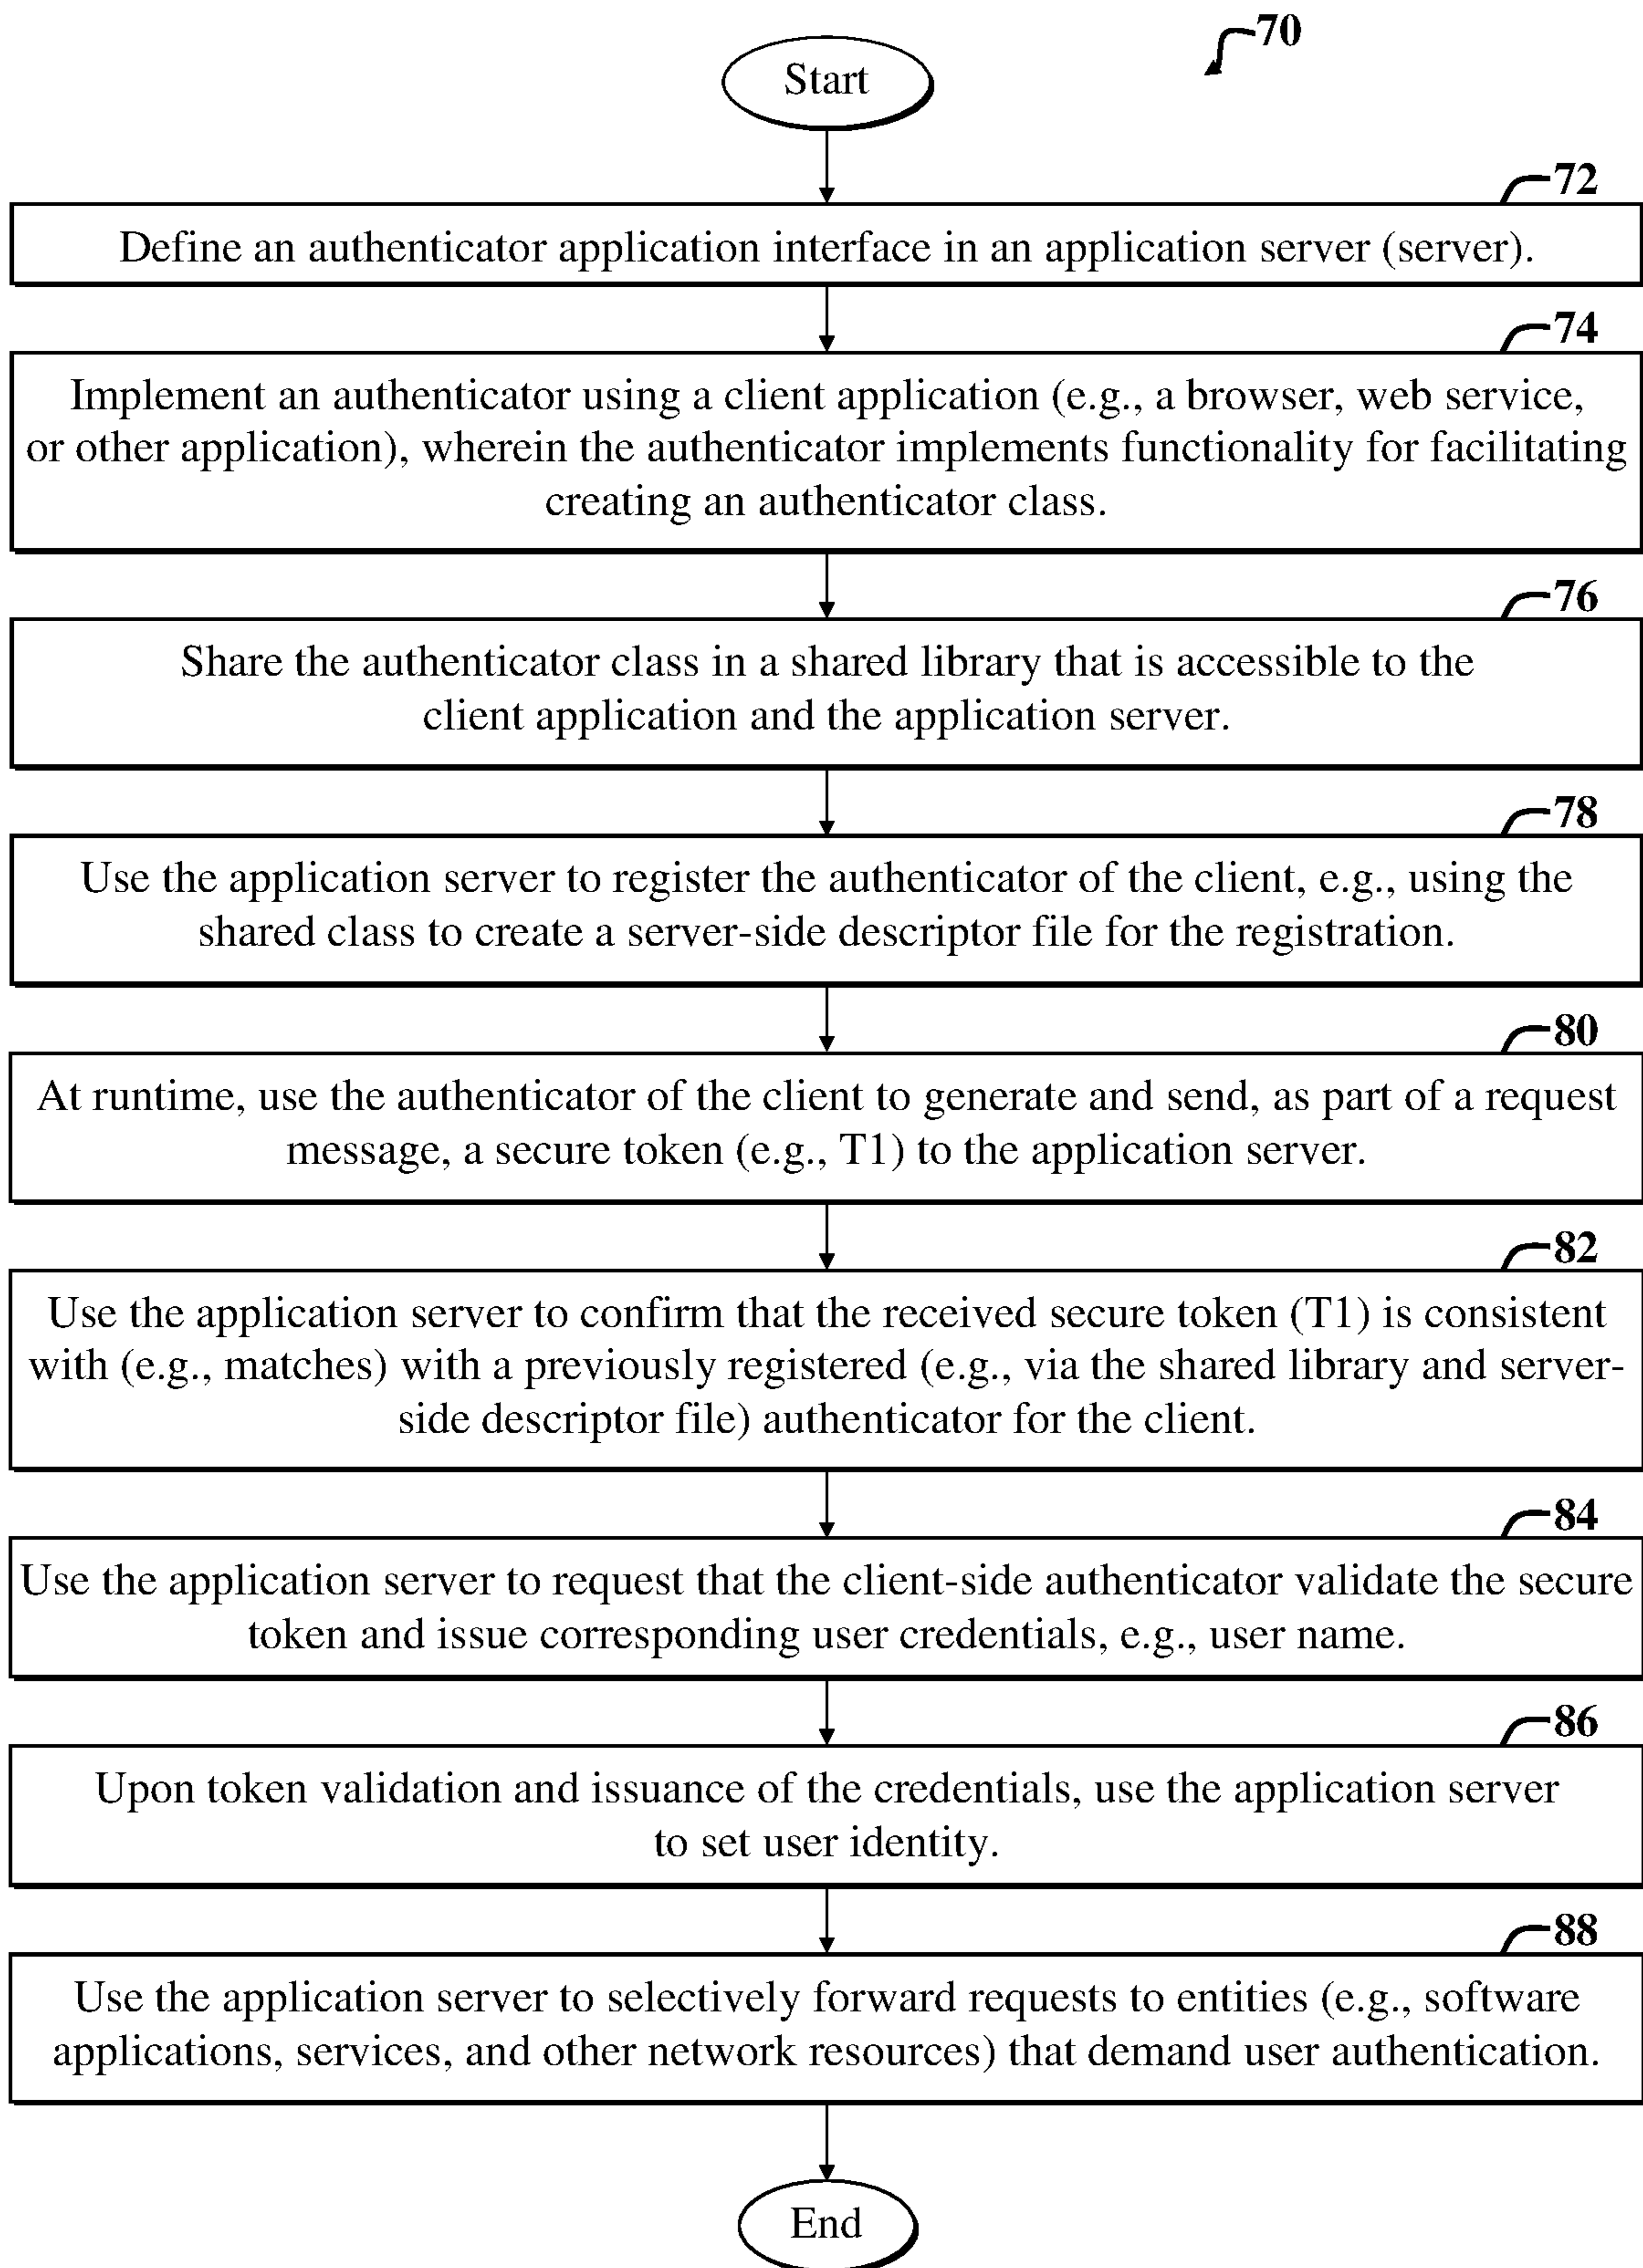 70
Start
72
Define an authenticator application interface in an application server (server).
74
Implement an authenticator using a client application (e.g., a browser, web service,
or other application), wherein the authenticator implements functionality for facilitating
creating an authenticator class.
76
Share the authenticator class in a shared library that is accessible to the
client application and the application server.
78
Use the application server to register the authenticator of the client, e.g., using the
shared class to create a server-side descriptor file for the registration.
80
At runtime, use the authenticator of the client to generate and send, as part of a request
message, a secure token (e.g., T1) to the application server.
82
Use the application server to confirm that the received secure token (T1) is consistent
with (e.g., matches) with a previously registered (e.g., via the shared library and server-
side descriptor file) authenticator for the client.
84
Use the application server to request that the client-side authenticator validate the secure
token and issue corresponding user credentials, e.g., user name.
86
Upon token validation and issuance of the credentials, use the application server
to set user identity.
88
Use the application server to selectively forward requests to entities (e.g., software
applications, services, and other network resources) that demand user authentication.
End